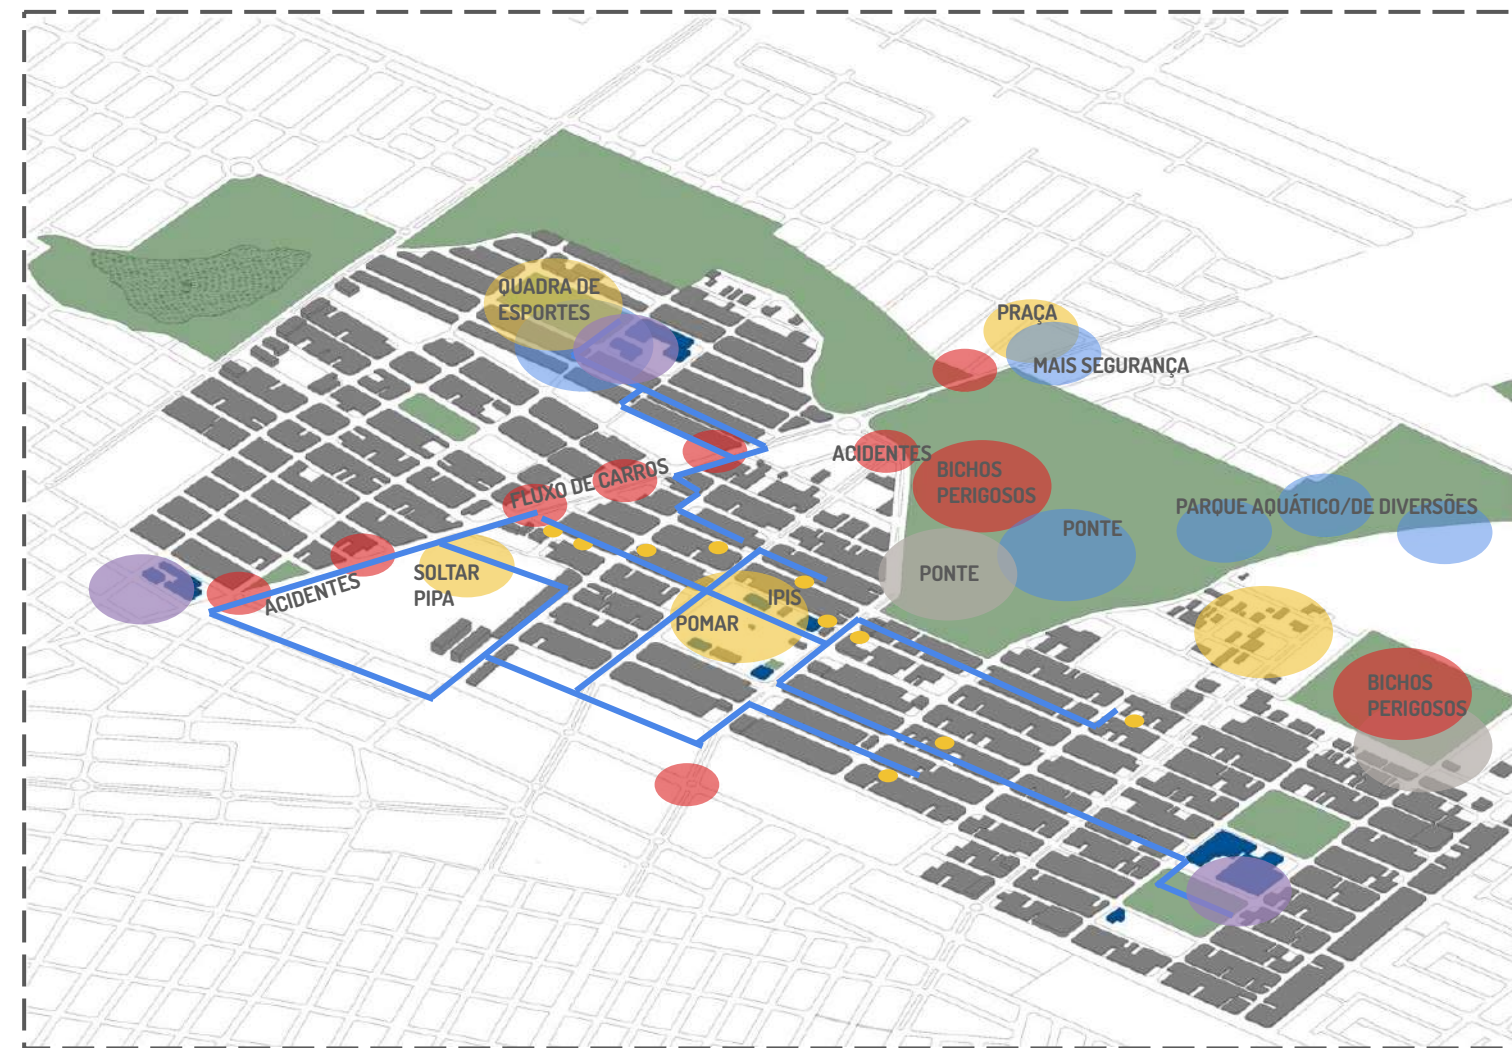 QUADRA DE
ESPORTES
PRAÇA
MAIS SEGURANÇA
ACIDENTES
FLUXO DE CARROS
BICHOS
PERIGOSOS
PARQUE AQUÁTICO/DE DIVERSÕES
PONTE
PONTE
SOLTAR
PIPA
ACIDENTES
IPIS
POMAR
BICHOS
PERIGOSOS